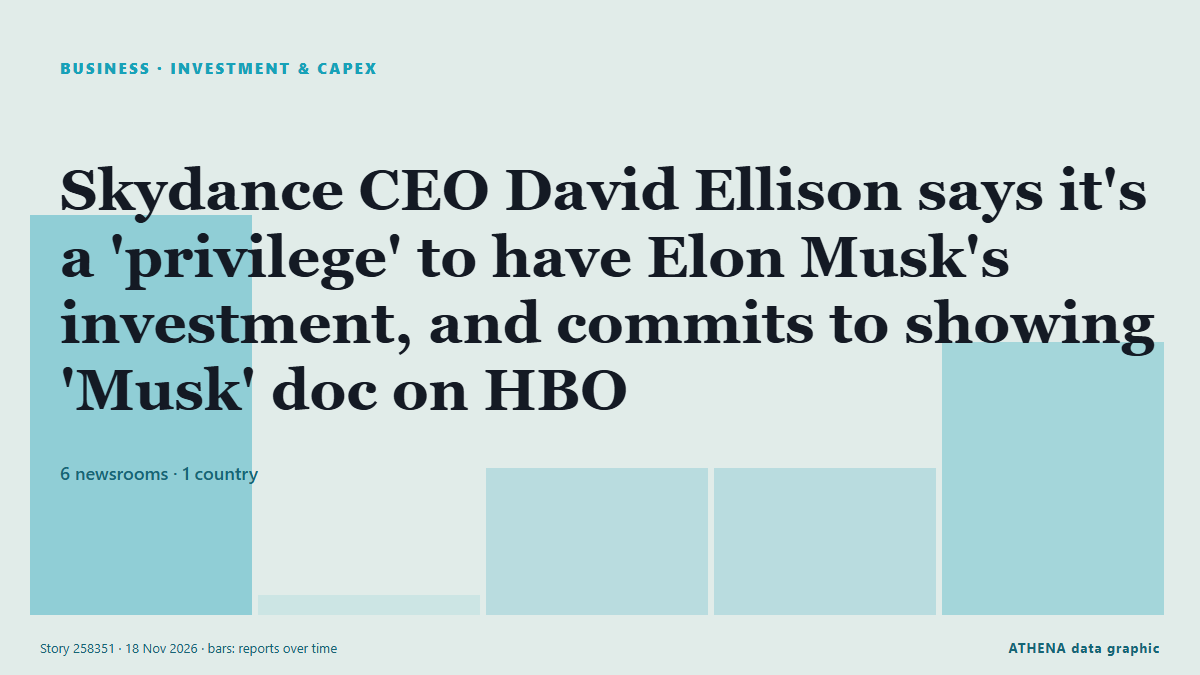 BUSINESS · INVESTMENT & CAPEX
Skydance CEO David Ellison says it's
a 'privilege' to have Elon Musk's
investment, and commits to showing
'Musk' doc on HBO
6 newsrooms · 1 country
Story 258351 · 18 Nov 2026 · bars: reports over time
ATHENA data graphic